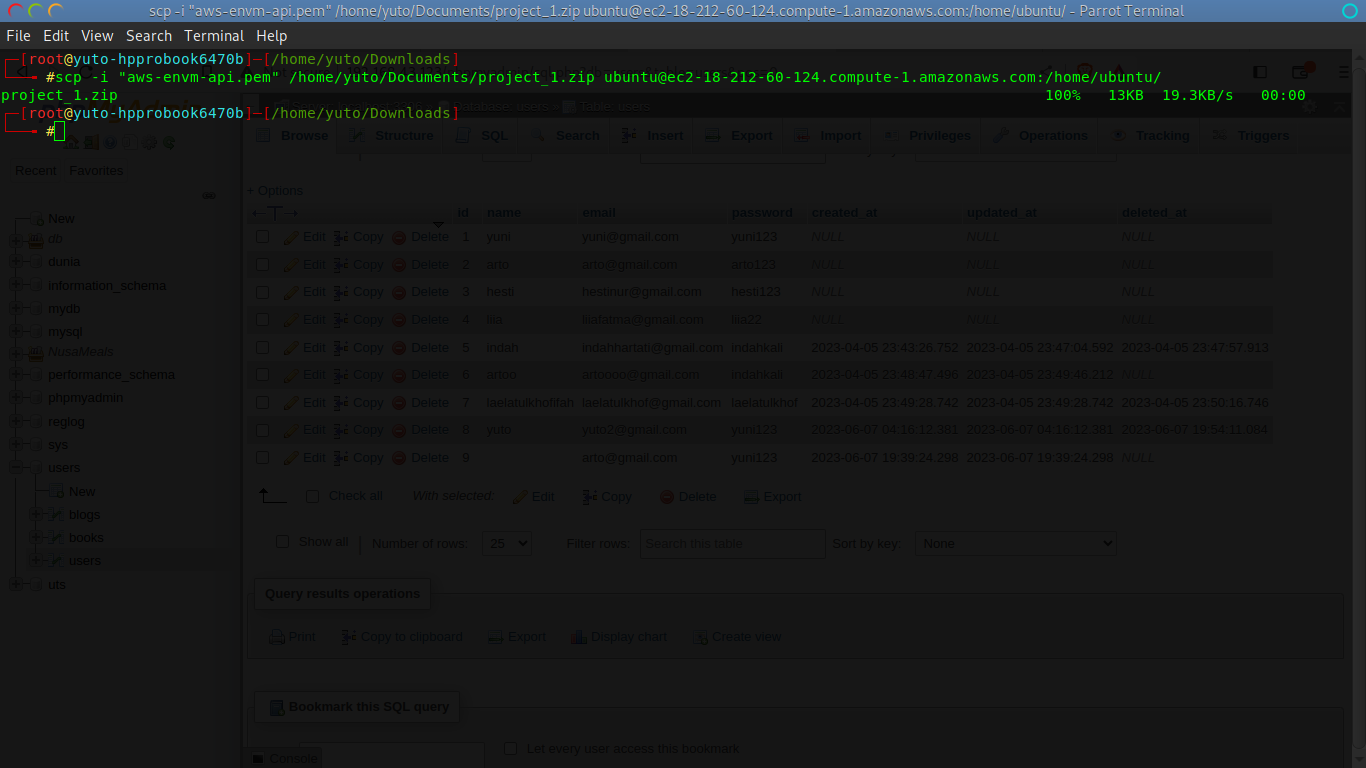 scp -i "aws-envm-api.pem" /home/yuto/Documents/project_1.zip ubuntu@ec2-18-212-60-124.compute-1.amazonaws.com:/home/ubuntu/ - Parrot Terminal
File Edit View Search Terminal Help
┌─[root@yuto-hpprobook6470b]─[/home/yuto/Downloads]
└──╼ #scp -i "aws-envm-api.pem" /home/yuto/Documents/project_1.zip ubuntu@ec2-18-212-60-124.compute-1.amazonaws.com:/home/ubuntu/
project_1.zip 100% 13KB 19.3KB/s 00:00
┌─[root@yuto-hpprobook6470b]─[/home/yuto/Downloads]
└──╼ #
Table: users
Browse Structure SQL Search Insert Export Import Privileges Operations Tracking Triggers
Recent Favorites
New
db
dunia
information_schema
mydb
mysql
NusaMeals
performance_schema
phpmyadmin
reglog
sys
users
New
blogs
books
users
uts
+ Options
←T→ id name email password created_at updated_at deleted_at
Edit Copy Delete 1 yuni yuni@gmail.com yuni123 NULL NULL NULL
Edit Copy Delete 2 arto arto@gmail.com arto123 NULL NULL NULL
Edit Copy Delete 3 hesti hestinur@gmail.com hesti123 NULL NULL NULL
Edit Copy Delete 4 lila lilafatma@gmail.com lila22 NULL NULL NULL
Edit Copy Delete 5 indah indahhartati@gmail.com indahkali 2023-04-05 23:43:26.752 2023-04-05 23:47:04.592 2023-04-05 23:47:57.913
Edit Copy Delete 6 artoo artoooo@gmail.com indahkali 2023-04-05 23:48:47.496 2023-04-05 23:49:46.212 NULL
Edit Copy Delete 7 laelatulkhofifah laelatulkhof@gmail.com laelatulkhof 2023-04-05 23:49:28.742 2023-04-05 23:49:28.742 2023-04-05 23:50:16.746
Edit Copy Delete 8 yuto yuto2@gmail.com yuni123 2023-06-07 04:16:12.381 2023-06-07 04:16:12.381 2023-06-07 19:54:11.084
Edit Copy Delete 9 arto@gmail.com yuni123 2023-06-07 19:39:24.298 2023-06-07 19:39:24.298 NULL
Check all With selected: Edit Copy Delete Export
Show all Number of rows: 25 Filter rows: Search this table Sort by key: None
Query results operations
Print Copy to clipboard Export Display chart Create view
Bookmark this SQL query
Let every user access this bookmark
Console